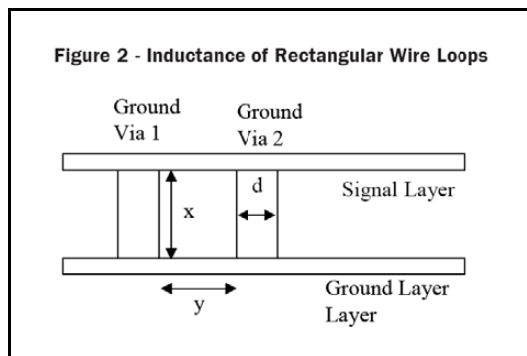 Figure 2 - Inductance of Rectangular Wire Loops
Ground
Via 1
Ground
Via 2
d
Signal Layer
x
y
Ground Layer
Layer